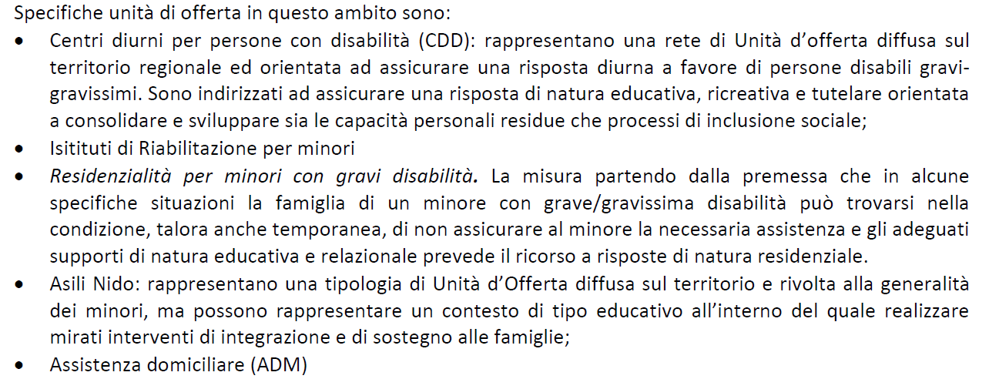 Specifiche unità di offerta in questo ambito sono:
• Centri diurni per persone con disabilità (CDD): rappresentano una rete di Unità d’offerta diffusa sul
territorio regionale ed orientata ad assicurare una risposta diurna a favore di persone disabili gravi-
gravissimi. Sono indirizzati ad assicurare una risposta di natura educativa, ricreativa e tutelare orientata
a consolidare e sviluppare sia le capacità personali residue che processi di inclusione sociale;
• Isitituti di Riabilitazione per minori
• Residenzialità per minori con gravi disabilità. La misura partendo dalla premessa che in alcune
specifiche situazioni la famiglia di un minore con grave/gravissima disabilità può trovarsi nella
condizione, talora anche temporanea, di non assicurare al minore la necessaria assistenza e gli adeguati
supporti di natura educativa e relazionale prevede il ricorso a risposte di natura residenziale.
• Asili Nido: rappresentano una tipologia di Unità d’Offerta diffusa sul territorio e rivolta alla generalità
dei minori, ma possono rappresentare un contesto di tipo educativo all’interno del quale realizzare
mirati interventi di integrazione e di sostegno alle famiglie;
• Assistenza domiciliare (ADM)